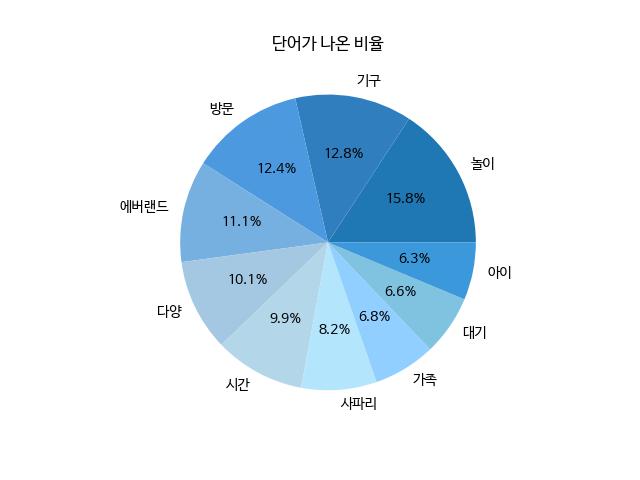 단어가 나온 비율
기구
방문
놀이
12.8%
12.4%
15.8%
에버랜드
11.1%
6.3%
아이
10.1%
6.6%
다양
9.9%
6.8%
8.2%
대기
시간
가족
사파리